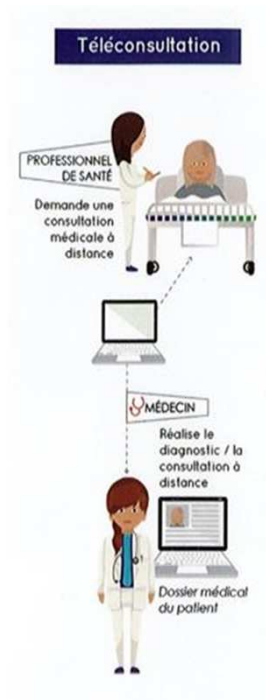 Téléconsultation
PROFESSIONNEL
DE SANTÉ
Demande une
consultation
médicale à
distance
MÉDECIN
Réalise le
diagnostic / la
consultation à
distance
Dossier médical
du patient